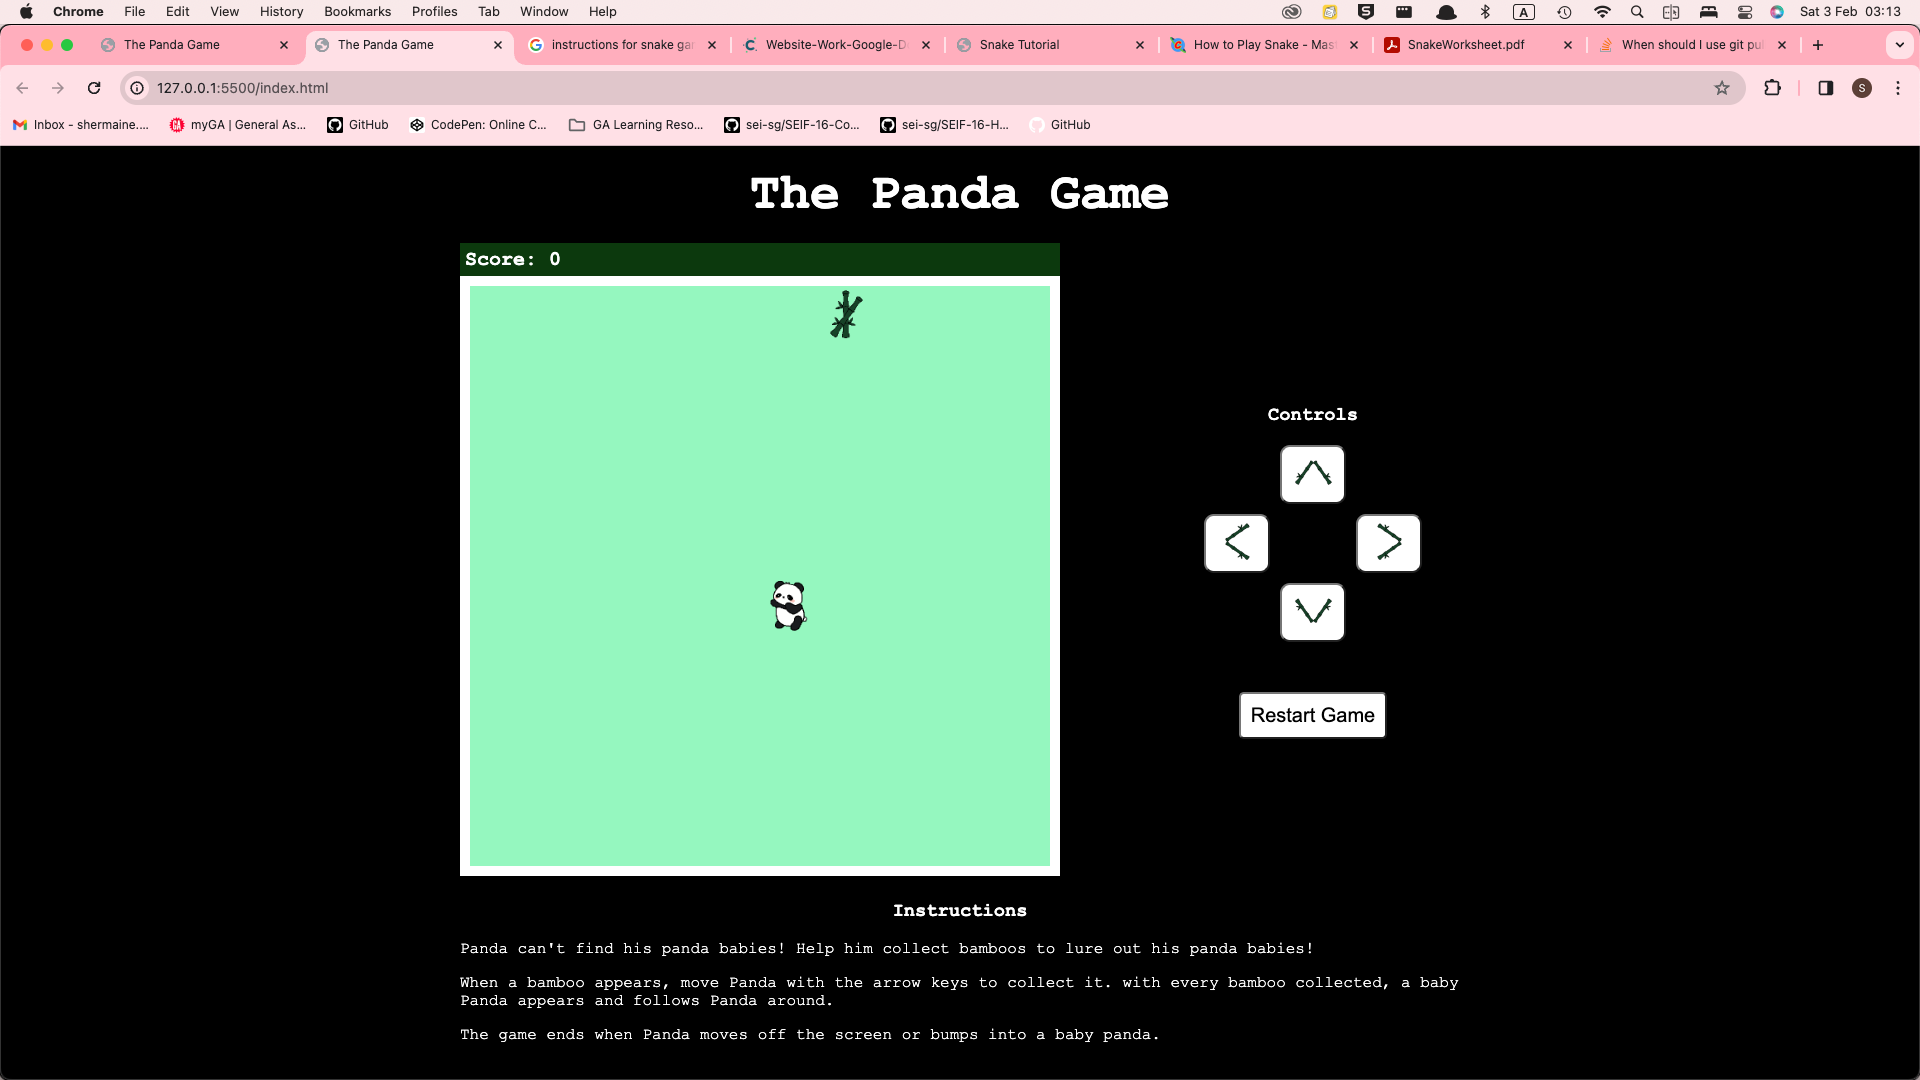 Chrome File Edit View History Bookmarks Profiles Tab Window Help A Sat 3 Feb 03:13
The Panda Game The Panda Game instructions for snake gar Website-Work-Google-D Snake Tutorial How to Play Snake - Mas SnakeWorksheet.pdf When should I use git pu
127.0.0.1:5500/index.html S
Inbox - shermaine.... myGA | General As... GitHub CodePen: Online C... GA Learning Reso... sei-sg/SEIF-16-Co... sei-sg/SEIF-16-H... GitHub
The Panda Game
Score: 0
Controls
Restart Game
Instructions
Panda can't find his panda babies! Help him collect bamboos to lure out his panda babies!
When a bamboo appears, move Panda with the arrow keys to collect it. with every bamboo collected, a baby
Panda appears and follows Panda around.
The game ends when Panda moves off the screen or bumps into a baby panda.